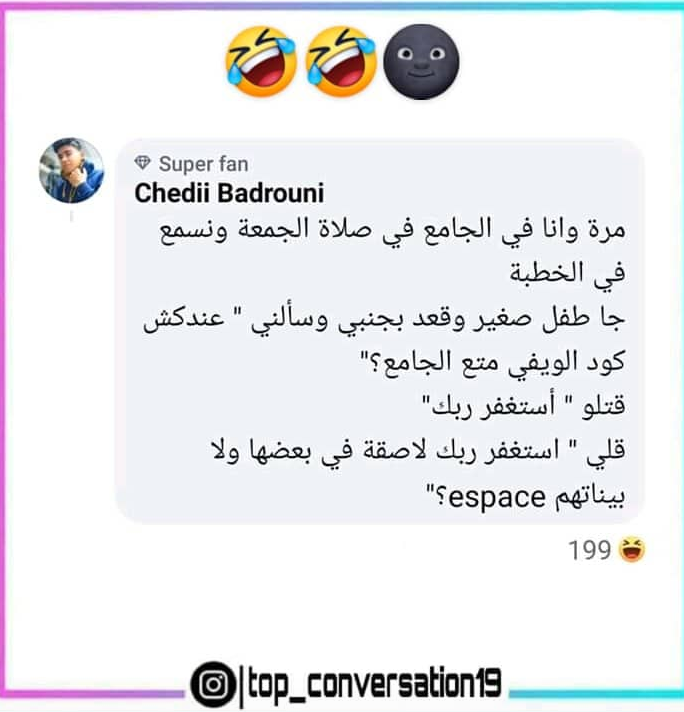 Super fan
Chedii Badrouni
مرة وانا في الجامع في صلاة الجمعة ونسمع
في الخطبة
جا طفل صغير وقعد بجنبي وسألني " عندكش
كود الويفي متع الجامع؟"
قتلو " أستغفر ربك"
قلي " استغفر ربك لاصقة في بعضها ولا
بيناتهم espace؟"
199
|top_conversation19